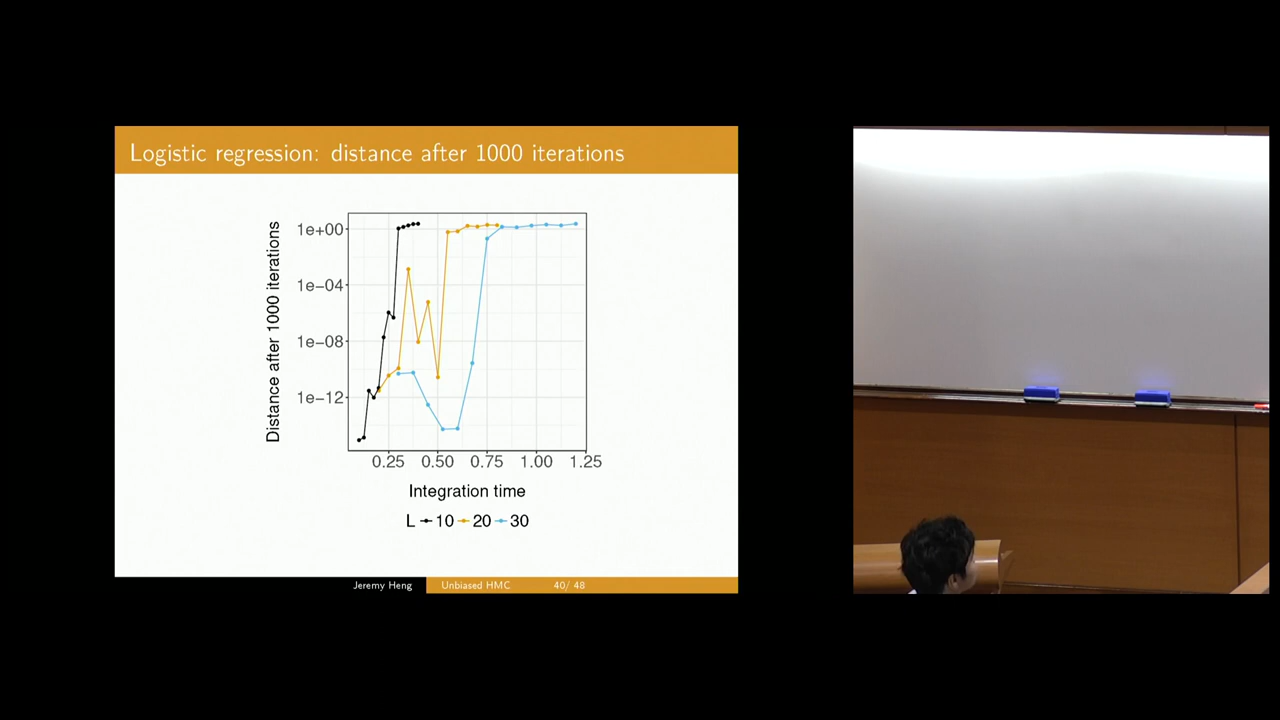 Logistic regression: distance after 1000 iterations
Distance after 1000 iterations
1e+00
1e−04
1e−08
1e−12
0.25 0.50 0.75 1.00 1.25
Integration time
L 10 20 30
Jeremy Heng Unbiased HMC 40/ 48